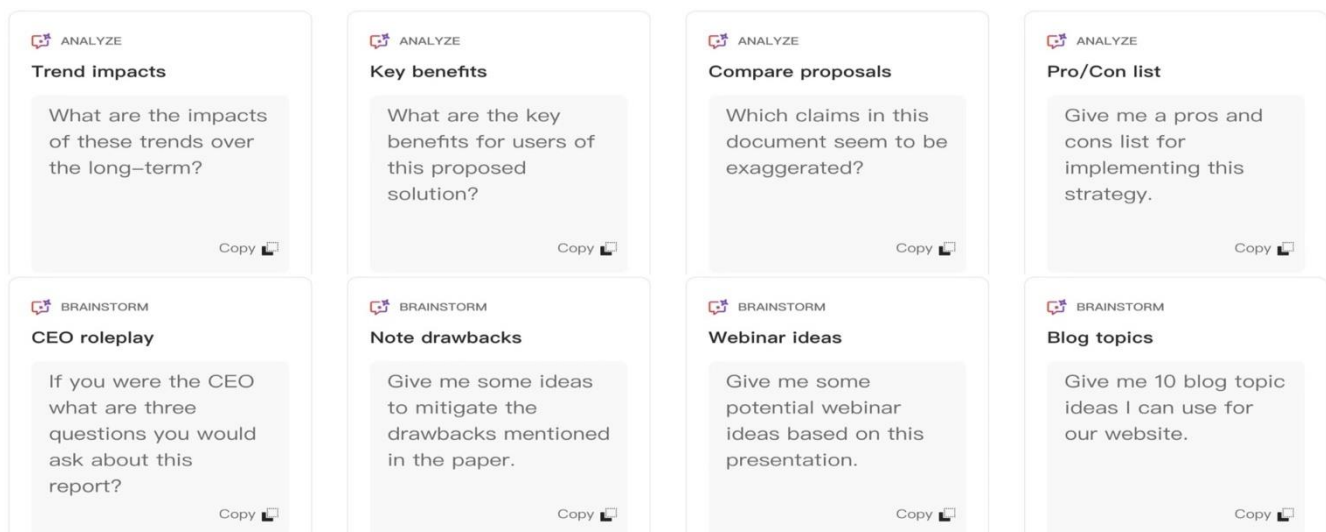 ANALYZE
Trend impacts
What are the impacts
of these trends over
the long-term?
Copy
ANALYZE
Key benefits
What are the key
benefits for users of
this proposed
solution?
Copy
ANALYZE
Compare proposals
Which claims in this
document seem to be
exaggerated?
Copy
ANALYZE
Pro/Con list
Give me a pros and
cons list for
implementing this
strategy.
Copy
BRAINSTORM
CEO roleplay
If you were the CEO
what are three
questions you would
ask about this
report?
Copy
BRAINSTORM
Note drawbacks
Give me some ideas
to mitigate the
drawbacks mentioned
in the paper.
Copy
BRAINSTORM
Webinar ideas
Give me some
potential webinar
ideas based on this
presentation.
Copy
BRAINSTORM
Blog topics
Give me 10 blog topic
ideas I can use for
our website.
Copy